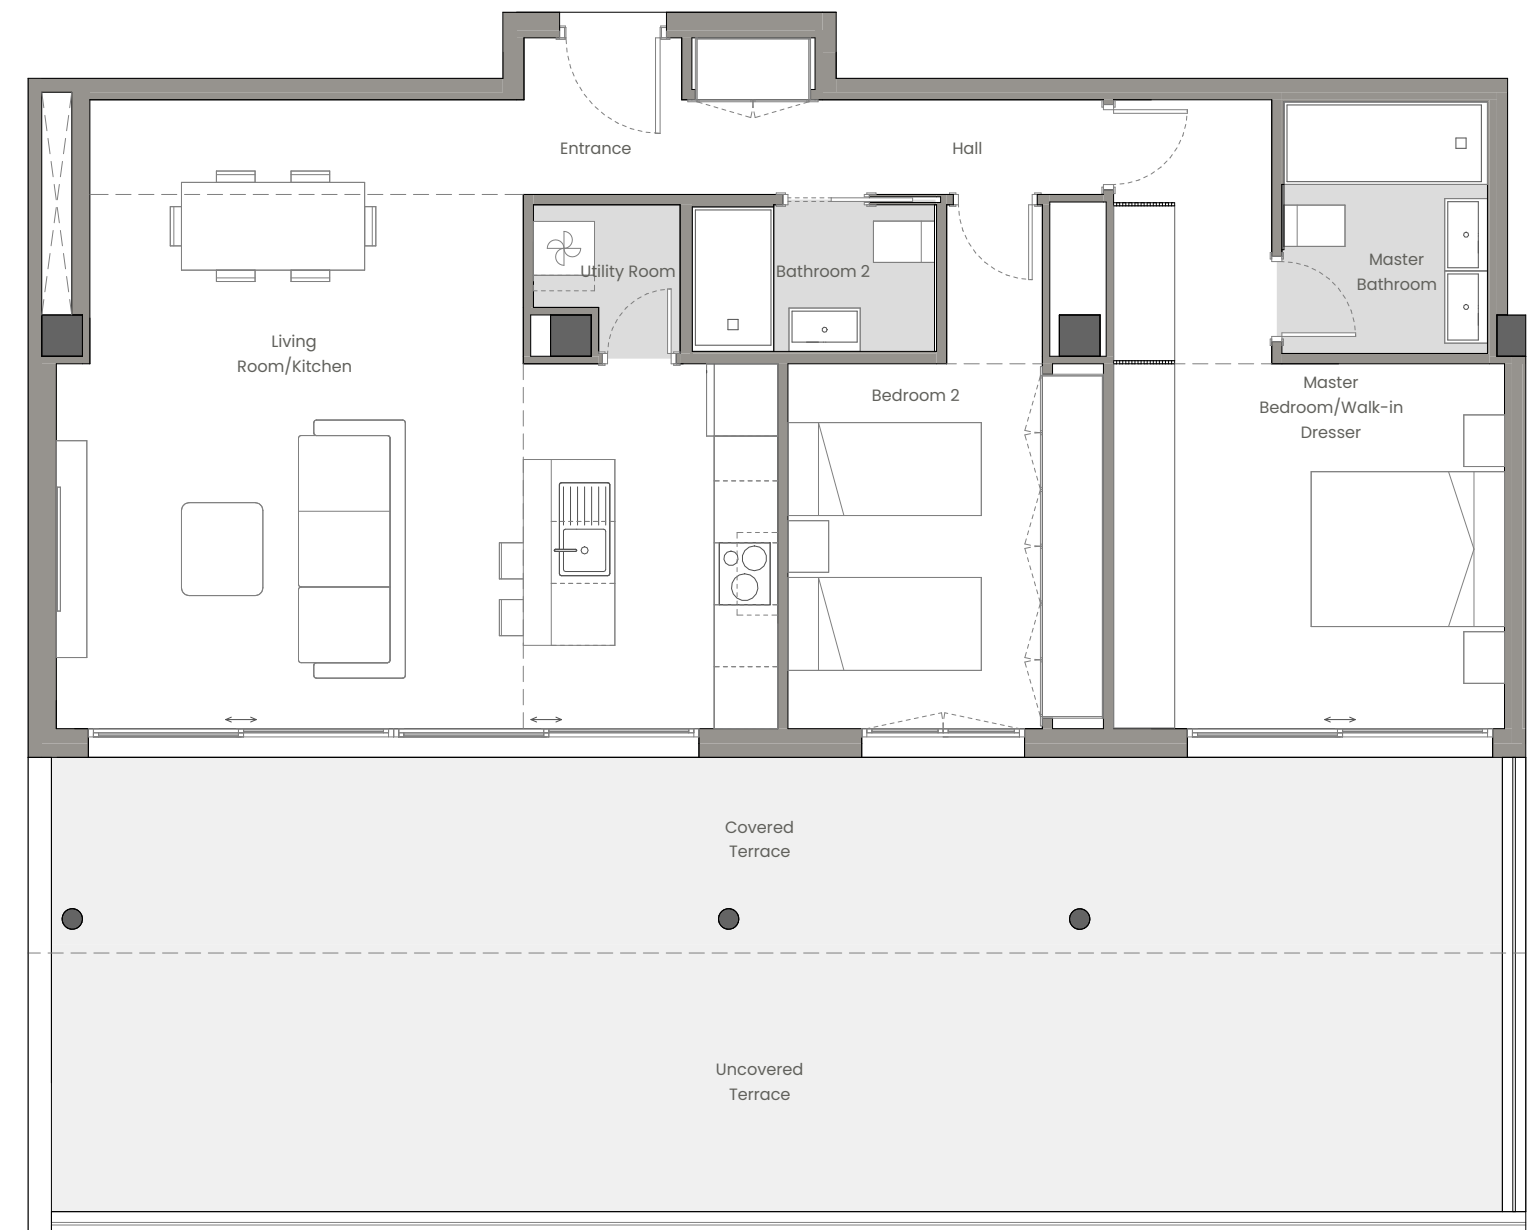 Entrance
Hall
Utility Room
Bathroom 2
Master
Bathroom
Living
Room/Kitchen
Bedroom 2
Master
Bedroom/Walk-in
Dresser
Covered
Terrace
Uncovered
Terrace